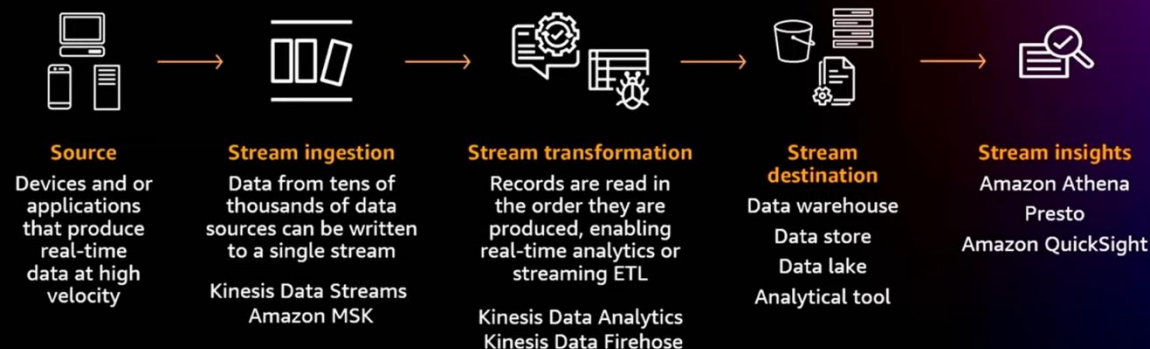 Source
Devices and or
applications
that produce
real-time
data at high
velocity
Stream ingestion
Data from tens of
thousands of data
sources can be written
to a single stream
Kinesis Data Streams
Amazon MSK
Stream transformation
Records are read in
the order they are
produced, enabling
real-time analytics or
streaming ETL
Kinesis Data Analytics
Kinesis Data Firehose
Stream
destination
Data warehouse
Data store
Data lake
Analytical tool
Stream insights
Amazon Athena
Presto
Amazon QuickSight